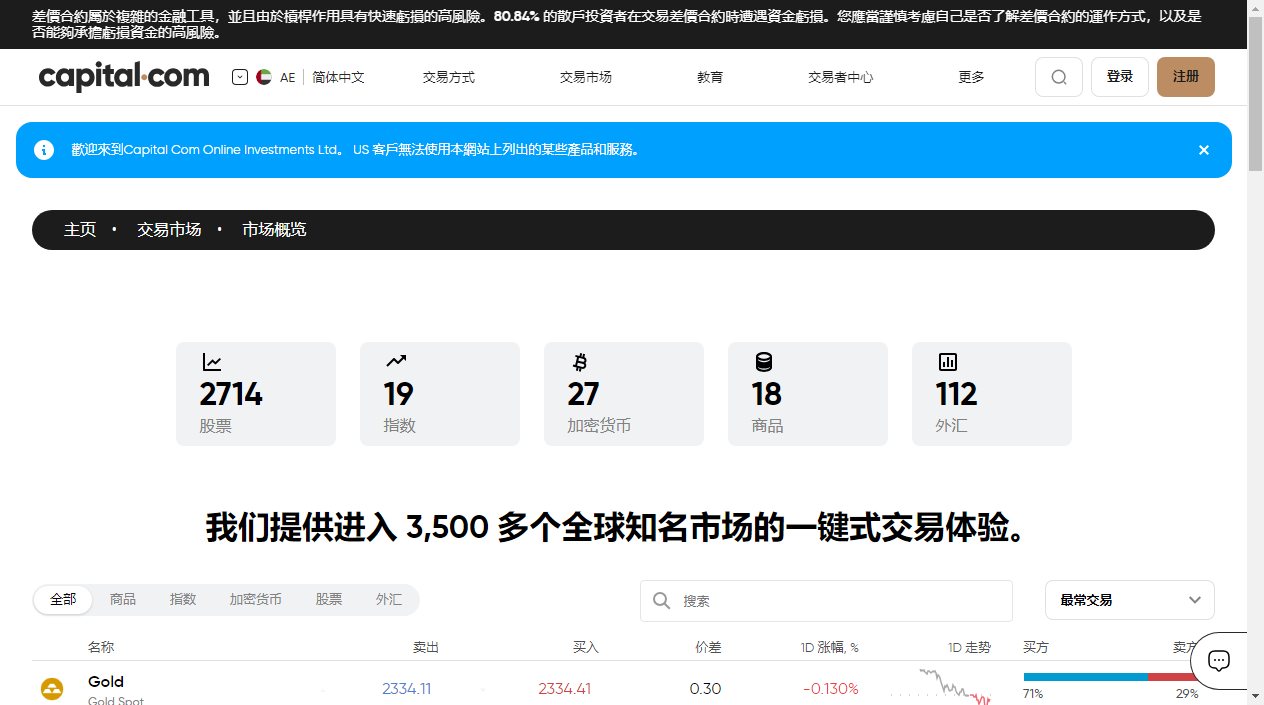 差價合約屬於複雜的金融工具，並且由於槓桿作用具有快速虧損的高風險。80.84% 的散戶投資者在交易差價合約時遭遇資金虧損。您應當謹慎考慮自己是否了解差價合約的運作方式，以及是
否能夠承擔虧損資金的高風險。
capital.com AE 简体中文 交易方式 交易市场 教育 交易者中心 更多 登录 注册
歡迎來到Capital Com Online Investments Ltd。 US 客戶無法使用本網站上列出的某些產品和服務。
主页 · 交易市场 · 市场概览
2714 19 27 18 112
股票 指数 加密货币 商品 外汇
我们提供进入 3,500 多个全球知名市场的一键式交易体验。
全部 商品 指数 加密货币 股票 外汇 搜索 最常交易
名称 卖出 买入 价差 1D 涨幅, % 1D 走势 买方 卖方
Gold 2334.11 2334.41 0.30 -0.130%
Gold Spot 71% 29%